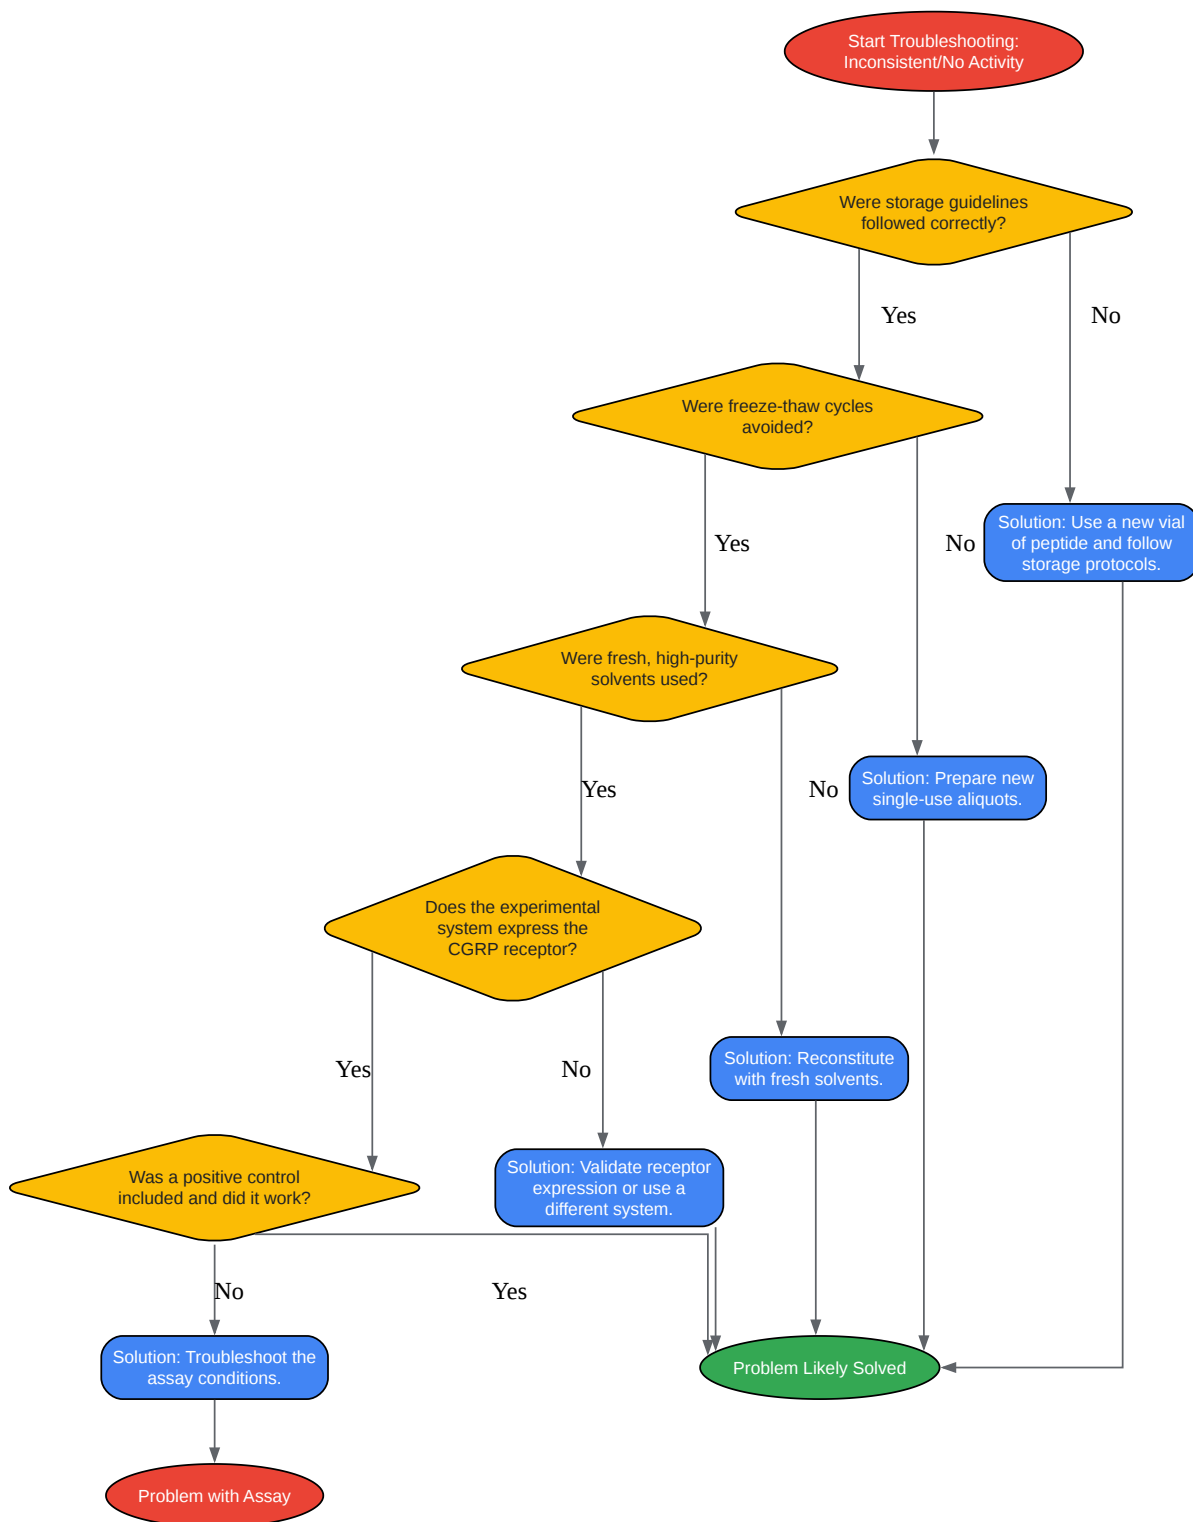 Start Troubleshooting:
Inconsistent/No Activity
Were storage guidelines
followed correctly?
Yes
No
Were freeze-thaw cycles
avoided?
Yes
No
Solution: Use a new vial
of peptide and follow
storage protocols.
Were fresh, high-purity
solvents used?
Yes
No
Solution: Prepare new
single-use aliquots.
Does the experimental
system express the
CGRP receptor?
Yes
No
Solution: Reconstitute
with fresh solvents.
Was a positive control
included and did it work?
Solution: Validate receptor
expression or use a
different system.
No
Yes
Solution: Troubleshoot the
assay conditions.
Problem Likely Solved
Problem with Assay